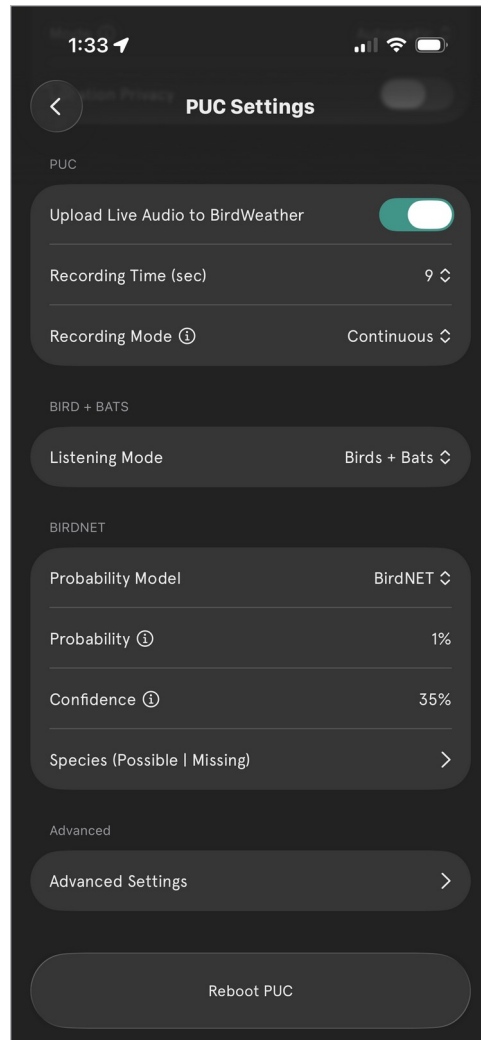 1:33
PUC Settings
PUC
Upload Live Audio to BirdWeather
Recording Time (sec) 9
Recording Mode Continuous
BIRD + BATS
Listening Mode Birds + Bats
BIRDNET
Probability Model BirdNET
Probability 1%
Confidence 35%
Species (Possible | Missing)
Advanced
Advanced Settings
Reboot PUC